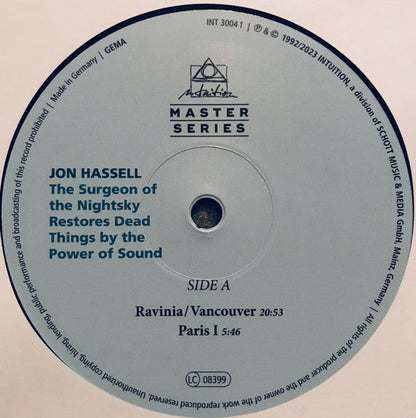 INT 3004 1 | ℗ & © 1992/2023 INTUITION, a division of SCHOTT MUSIC & MEDIA GmbH, Mainz, Germany | All rights of the producer and the owner of the work reproduced reserved. Unauthorized copying, hiring, lending, public performance and broadcasting of this record prohibited | Made in Germany | GEMA
intuition
MASTER
SERIES
JON HASSELL
The Surgeon of
the Nightsky
Restores Dead
Things by the
Power of Sound
SIDE A
Ravinia/Vancouver 20:53
Paris I 5:46
LC 08399